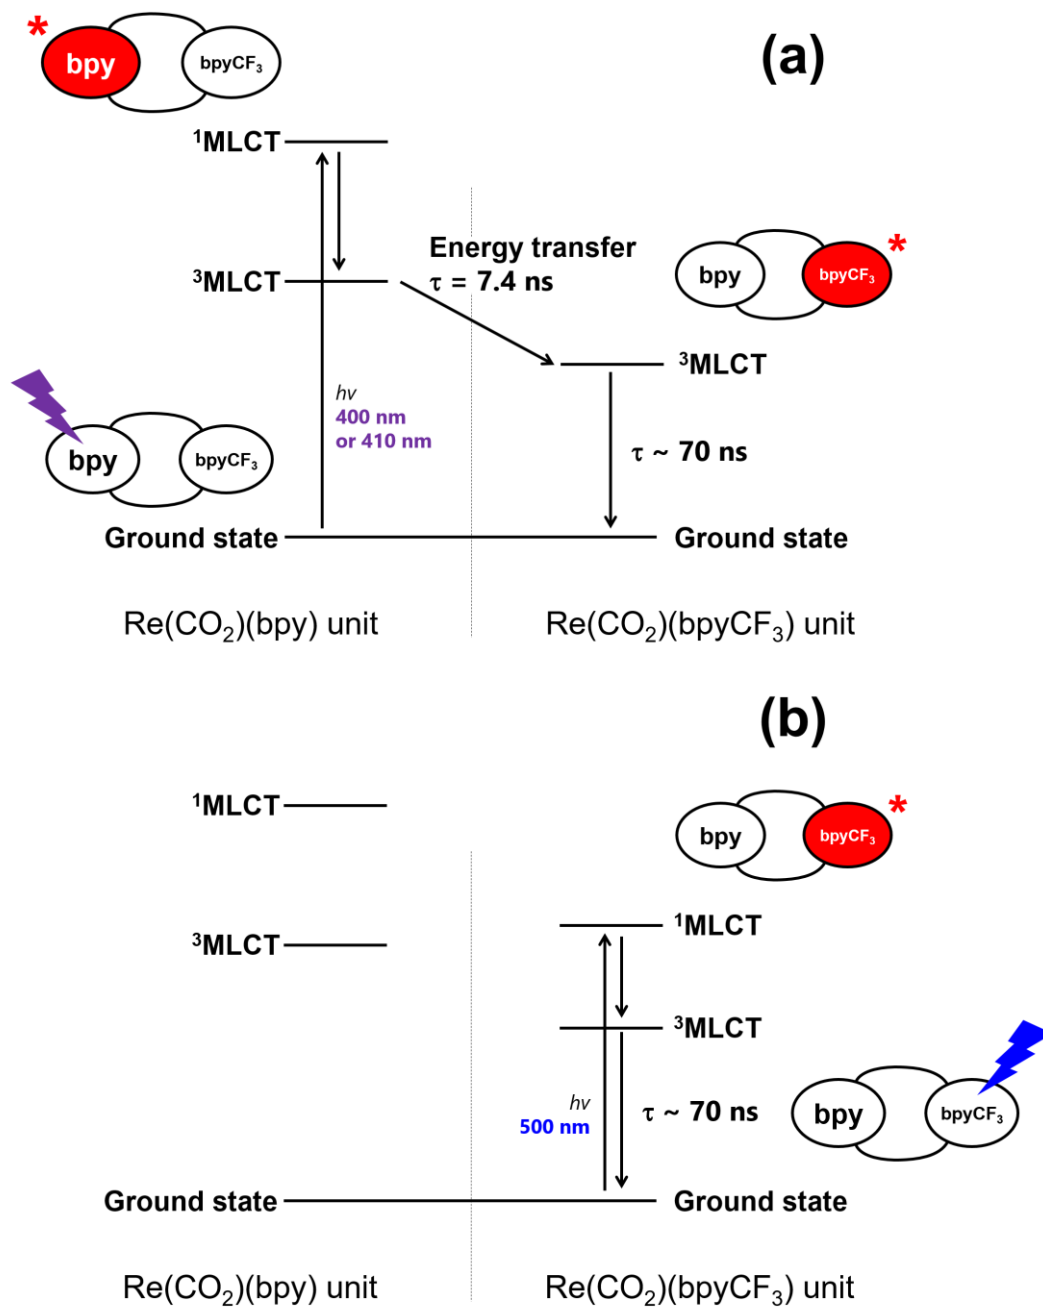 (a)
*
bpy
bpyCF₃
¹MLCT
Energy transfer
τ = 7.4 ns
³MLCT
bpy
bpyCF₃
*
³MLCT
hν
400 nm
or 410 nm
bpy
bpyCF₃
τ ~ 70 ns
Ground state
Ground state
Re(CO₂)(bpy) unit
Re(CO₂)(bpyCF₃) unit
(b)
¹MLCT
bpy
bpyCF₃
*
³MLCT
¹MLCT
³MLCT
hν
500 nm
τ ~ 70 ns
bpy
bpyCF₃
Ground state
Ground state
Re(CO₂)(bpy) unit
Re(CO₂)(bpyCF₃) unit